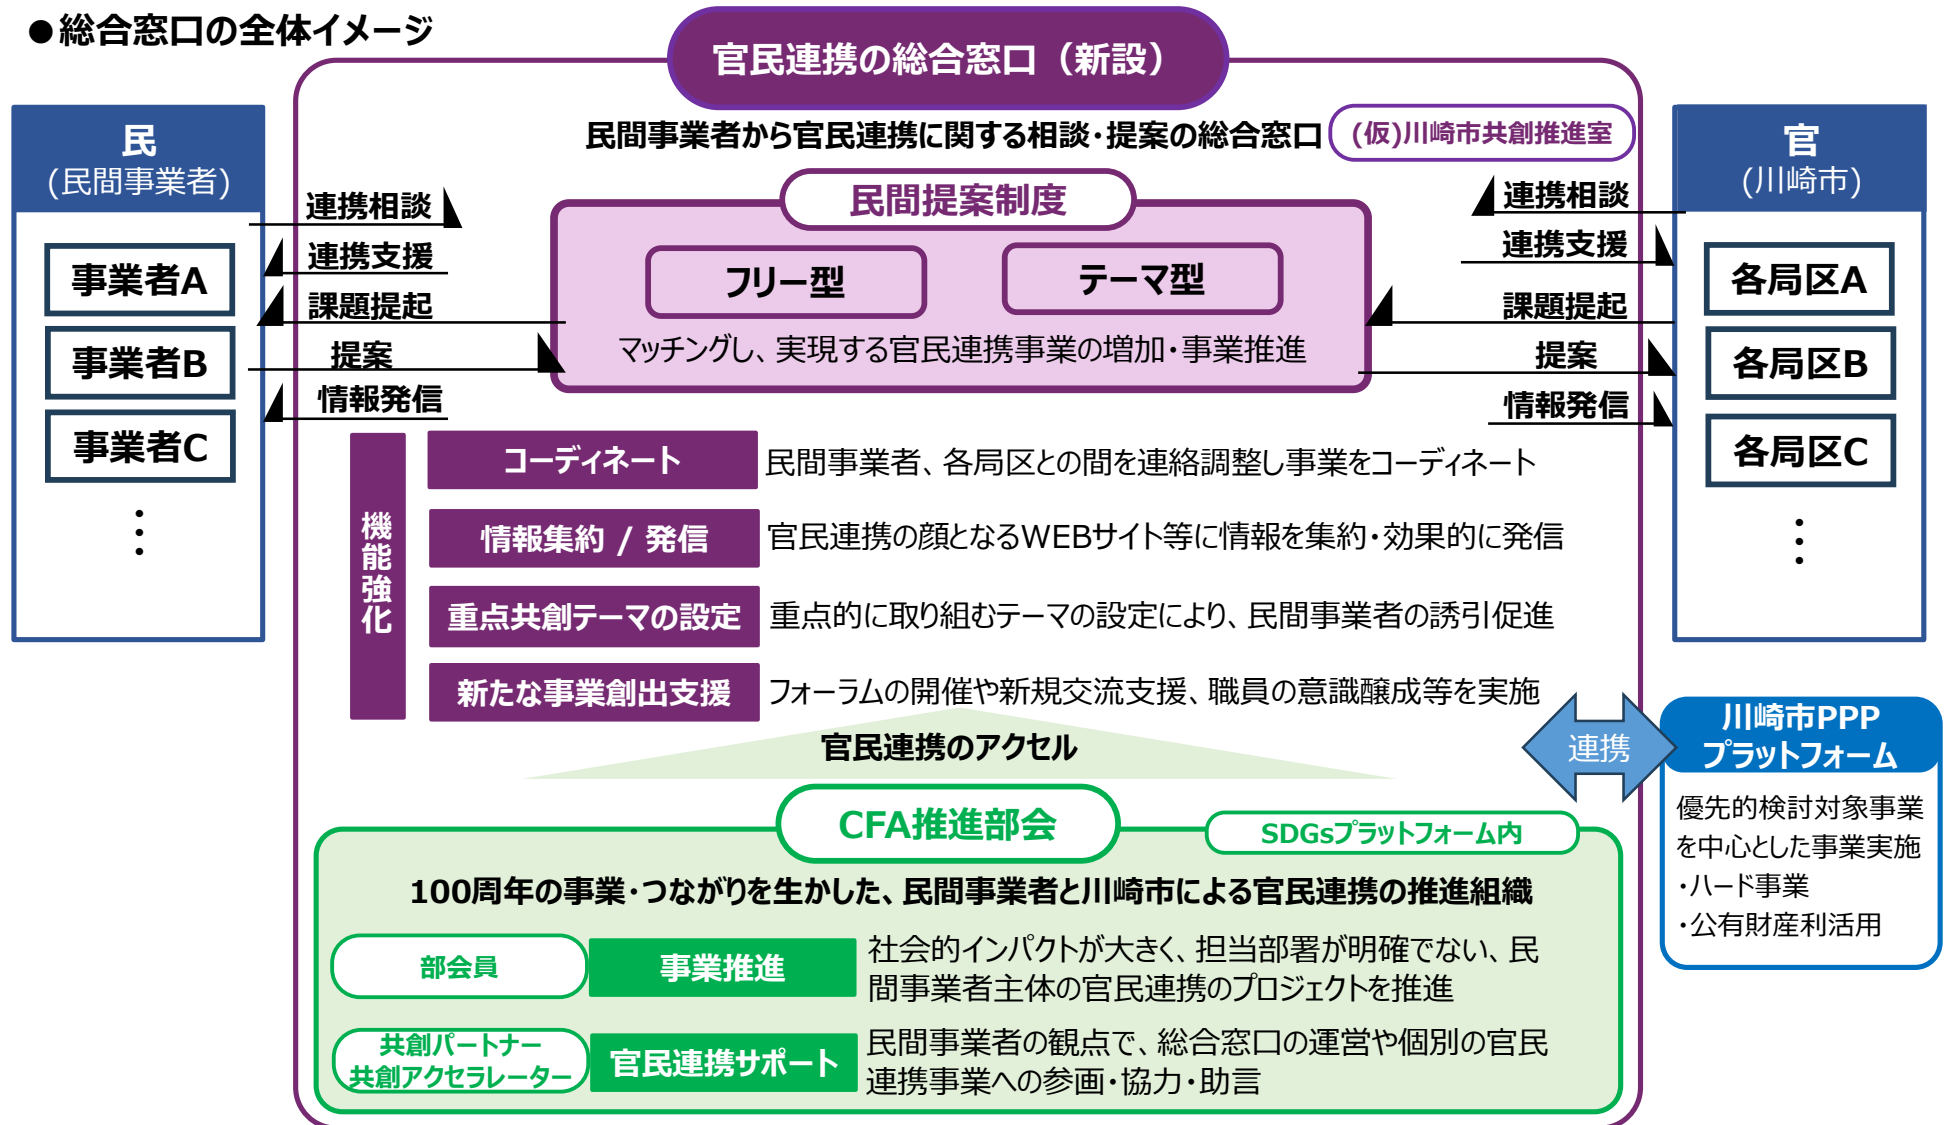 ●総合窓口の全体イメージ
官民連携の総合窓口（新設）
民間事業者から官民連携に関する相談・提案の総合窓口
(仮)川崎市共創推進室
民
(民間事業者)
事業者A
事業者B
事業者C
⋮
連携相談
連携支援
課題提起
提案
情報発信
民間提案制度
フリー型
テーマ型
マッチングし、実現する官民連携事業の増加・事業推進
連携相談
連携支援
課題提起
提案
情報発信
官
(川崎市)
各局区A
各局区B
各局区C
⋮
機能強化
コーディネート
民間事業者、各局区との間を連絡調整し事業をコーディネート
情報集約 / 発信
官民連携の顔となるWEBサイト等に情報を集約・効果的に発信
重点共創テーマの設定
重点的に取り組むテーマの設定により、民間事業者の誘引促進
新たな事業創出支援
フォーラムの開催や新規交流支援、職員の意識醸成等を実施
官民連携のアクセル
連携
川崎市PPP
プラットフォーム
優先的検討対象事業
を中心とした事業実施
・ハード事業
・公有財産利活用
CFA推進部会
SDGsプラットフォーム内
100周年の事業・つながりを生かした、民間事業者と川崎市による官民連携の推進組織
部会員
事業推進
社会的インパクトが大きく、担当部署が明確でない、民
間事業者主体の官民連携のプロジェクトを推進
共創パートナー
共創アクセラレーター
官民連携サポート
民間事業者の観点で、総合窓口の運営や個別の官民
連携事業への参画・協力・助言